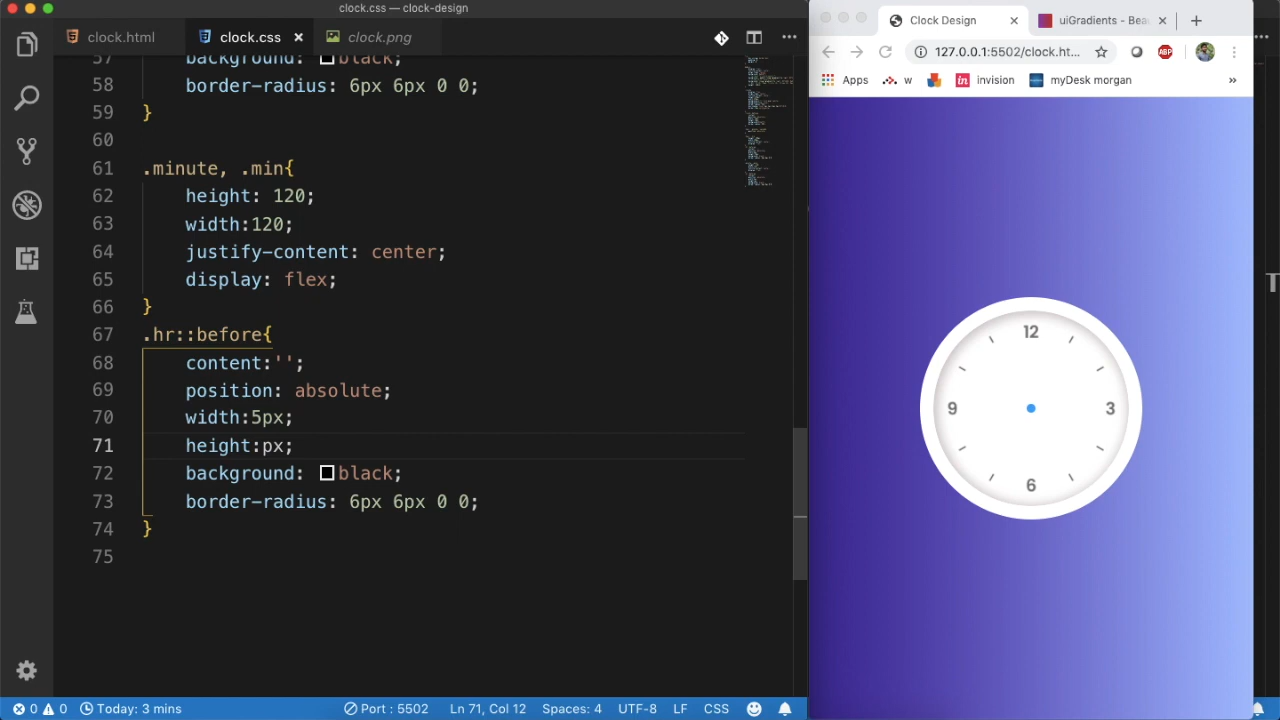 clock.css — clock-design
clock.html
clock.css
clock.png
57 background: black;
58 border-radius: 6px 6px 0 0;
59 }
60
61 .minute, .min{
62 height: 120;
63 width:120;
64 justify-content: center;
65 display: flex;
66 }
67 .hr::before{
68 content:'';
69 position: absolute;
70 width:5px;
71 height:px;
72 background: black;
73 border-radius: 6px 6px 0 0;
74 }
75
0 0 Today: 3 mins Port : 5502 Ln 71, Col 12 Spaces: 4 UTF-8 LF CSS
Clock Design
uiGradients - Beau
127.0.0.1:5502/clock.ht...
ABP
Apps
w
in invision
myDesk morgan
»
12
9 3
6
T